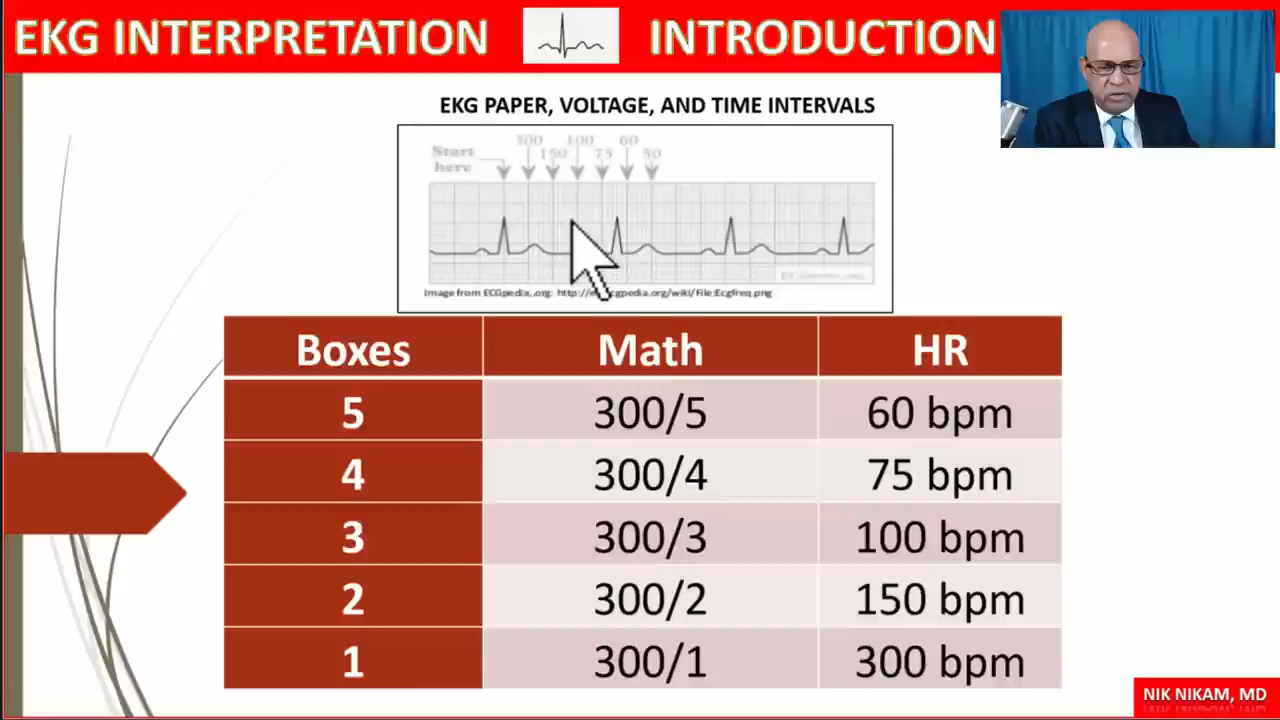 EKG INTERPRETATION INTRODUCTION
EKG PAPER, VOLTAGE, AND TIME INTERVALS
300 100 60
Start 150 75 50
here
Image from ECGpedia,.org:
Boxes Math HR
5 300/5 60 bpm
4 300/4 75 bpm
3 300/3 100 bpm
2 300/2 150 bpm
1 300/1 300 bpm
NIK NIKAM, MD